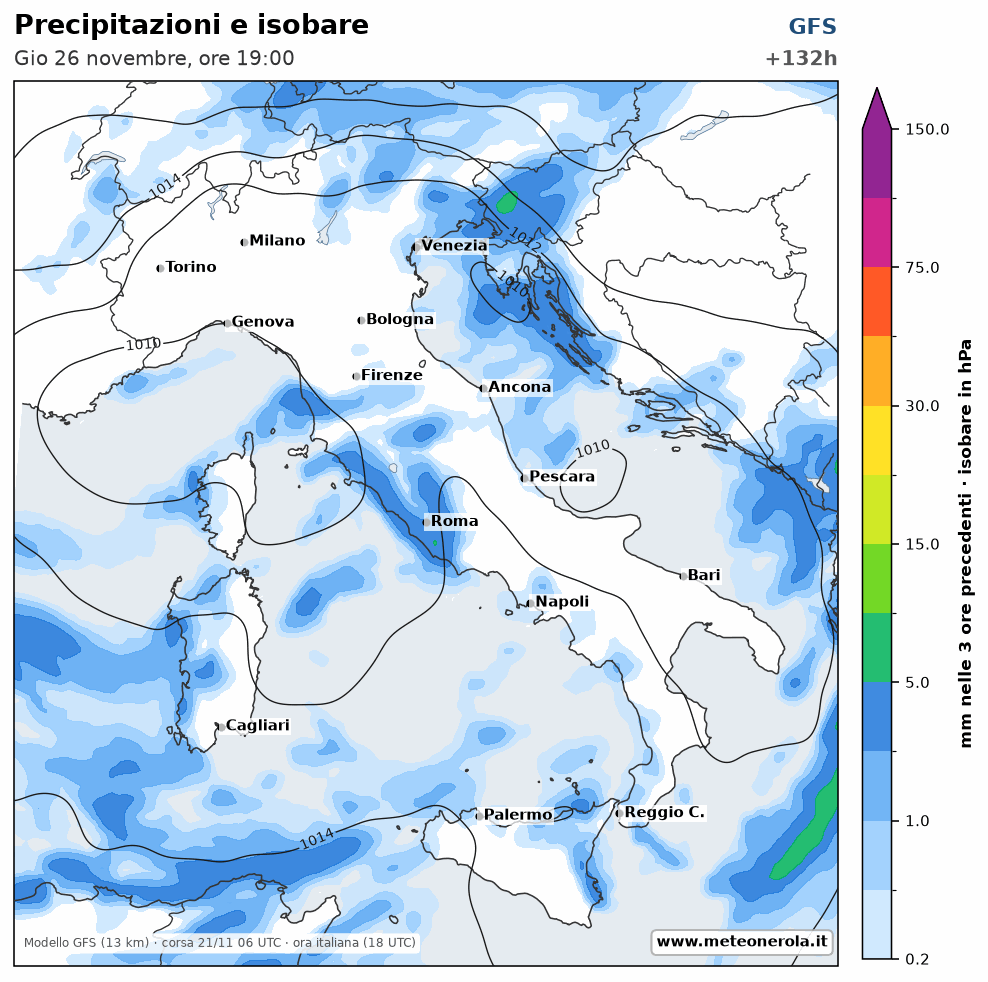 Precipitazioni e isobare
GFS
Gio 26 novembre, ore 19:00
+132h
150.0
75.0
30.0
15.0
5.0
1.0
0.2
mm nelle 3 ore precedenti · isobare in hPa
1014
1012
1010
1010
1010
1014
Milano
Venezia
Torino
Genova
Bologna
Firenze
Ancona
Pescara
Roma
Bari
Napoli
Cagliari
Palermo
Reggio C.
Modello GFS (13 km) · corsa 21/11 06 UTC · ora italiana (18 UTC)
www.meteonerola.it